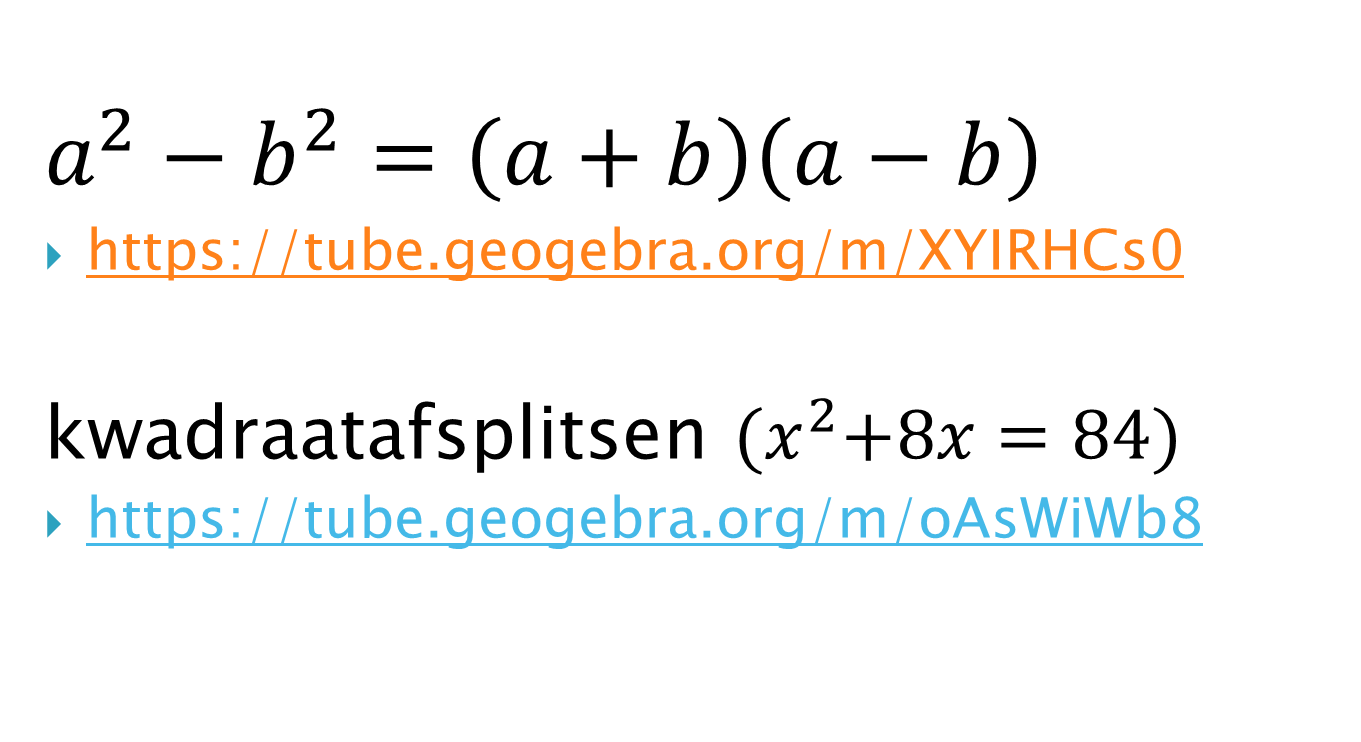 a² − b² = (a + b)(a − b)
https://tube.geogebra.org/m/XYIRHCs0
kwadraatafsplitsen (x²+8x = 84)
https://tube.geogebra.org/m/oAsWiWb8